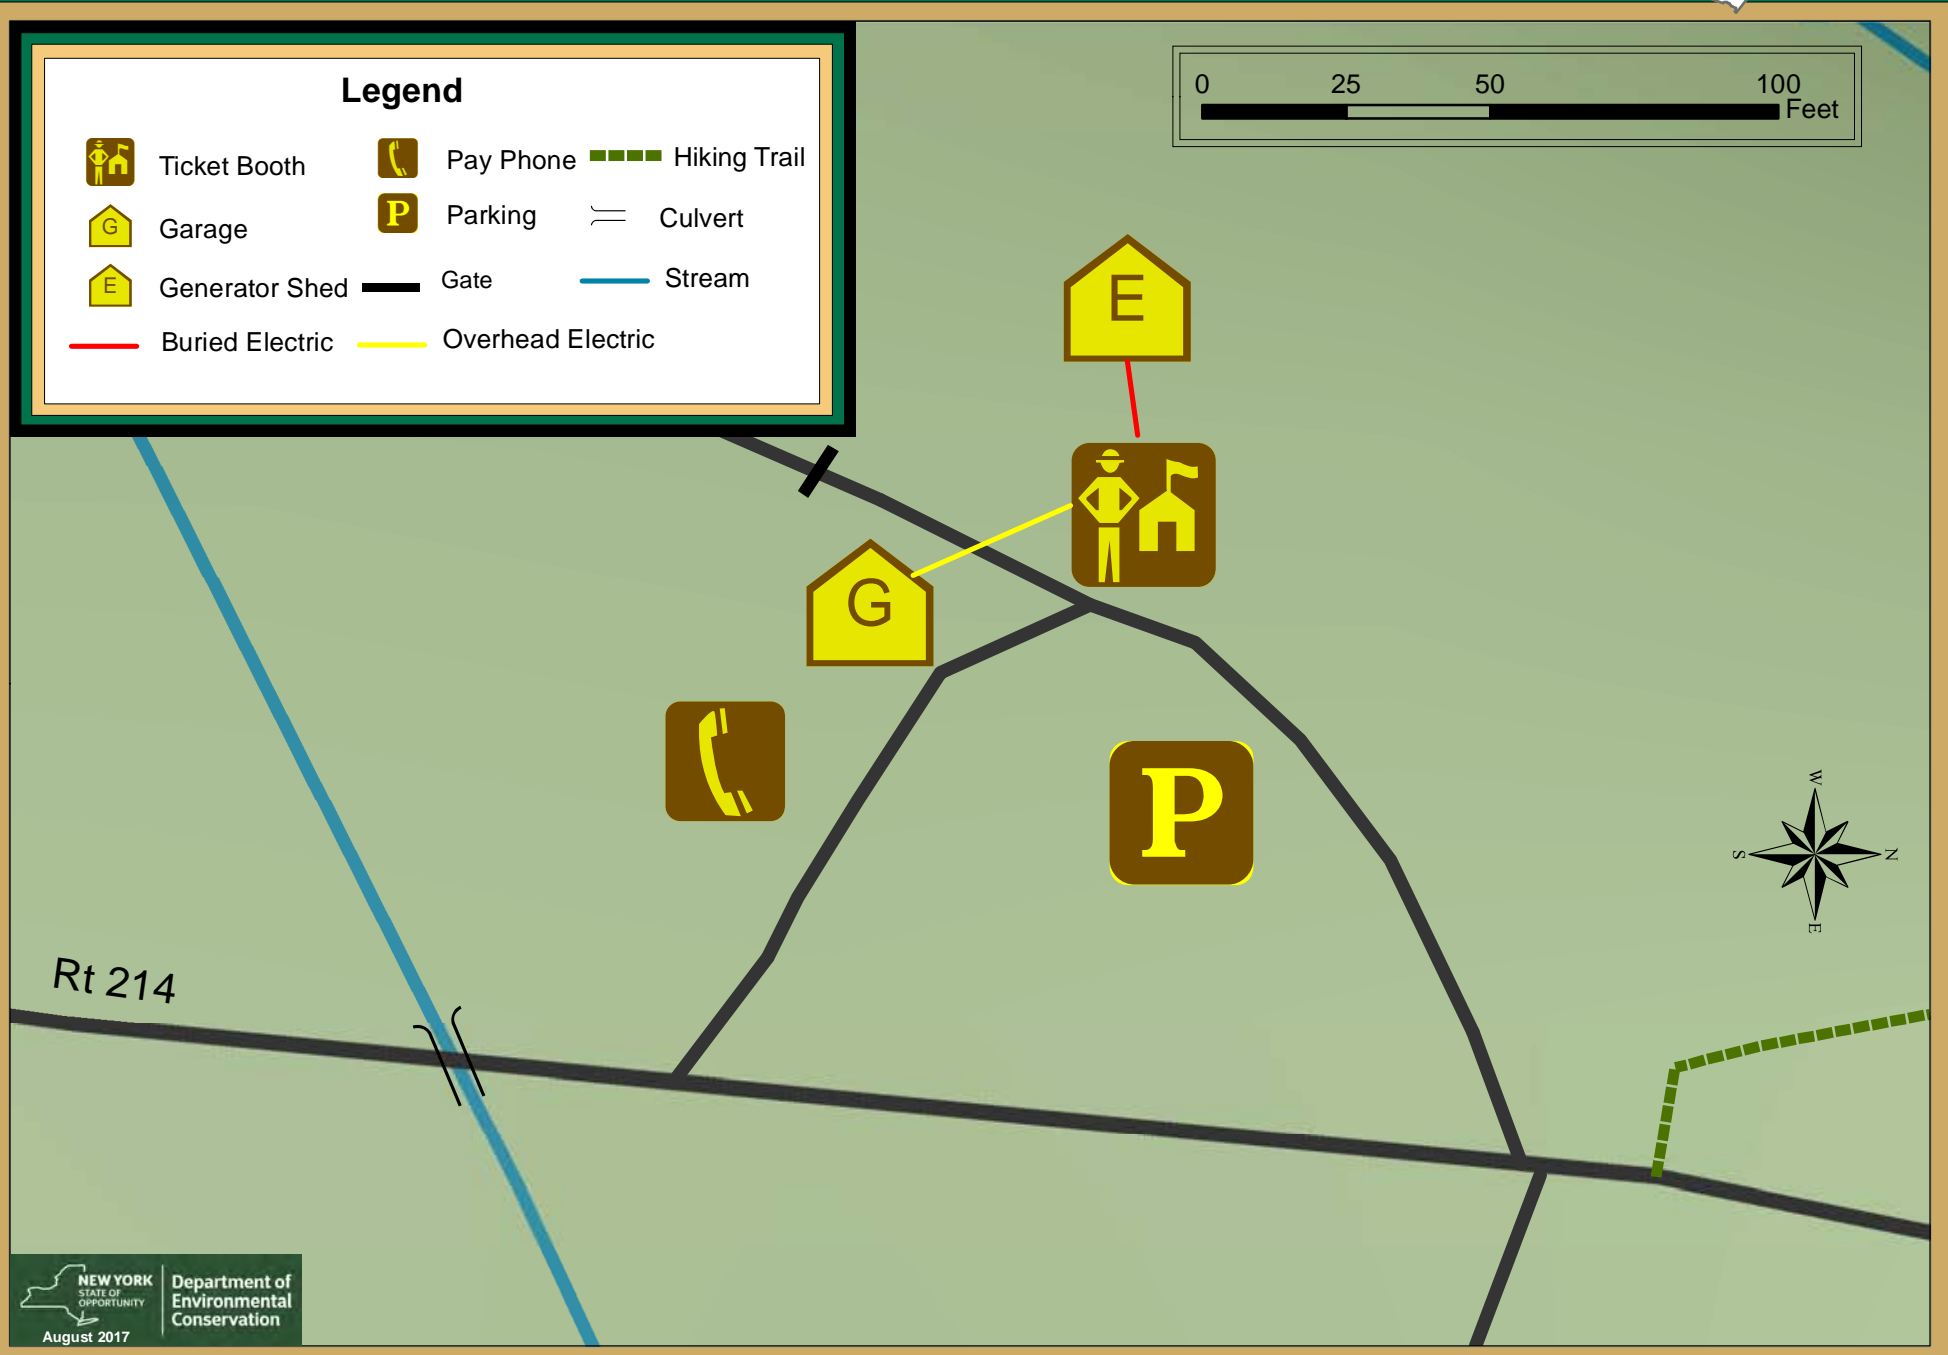 Legend
Ticket Booth
Pay Phone
Hiking Trail
G
Garage
P
Parking
Culvert
E
Generator Shed
Gate
Stream
Buried Electric
Overhead Electric
0 25 50 100
Feet
E
G
P
W
S
N
E
Rt 214
NEW YORK
STATE OF
OPPORTUNITY
Department of
Environmental
Conservation
August 2017